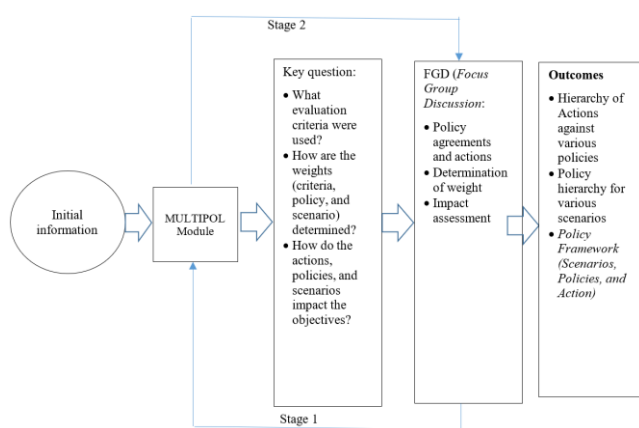 Stage 2
Initial
information
MULTIPOL
Module
Key question:
• What
evaluation
criteria were
used?
• How are the
weights
(criteria,
policy, and
scenario)
determined?
• How do the
actions,
policies, and
scenarios
impact the
objectives?
FGD (Focus
Group
Discussion:
• Policy
agreements
and actions
• Determination
of weight
• Impact
assessment
Outcomes
• Hierarchy of
Actions
against
various
policies
• Policy
hierarchy for
various
scenarios
• Policy
Framework
(Scenarios,
Policies, and
Action)
Stage 1